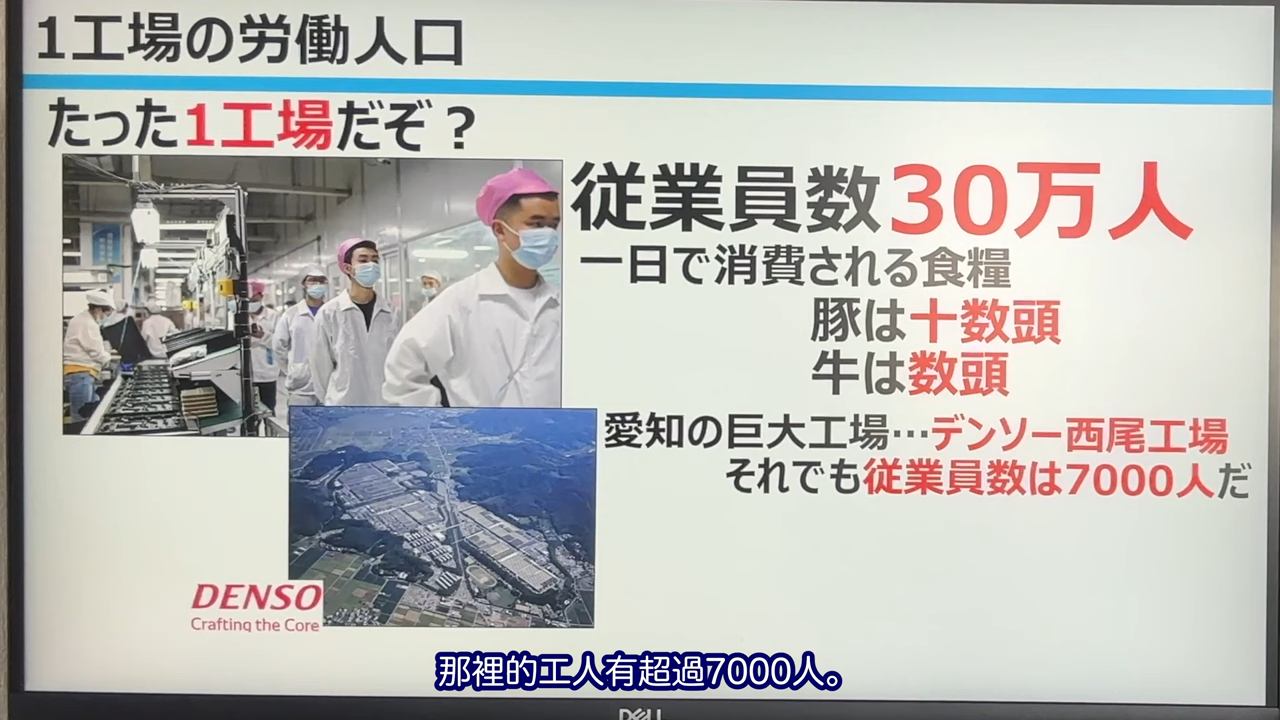 1工場の労働人口
たった1工場だぞ？
従業員数30万人
一日で消費される食糧
豚は十数頭
牛は数頭
愛知の巨大工場…デンソー西尾工場
それでも従業員数は7000人だ
DENSO
Crafting the Core
那裡的工人有超過7000人。
DELL